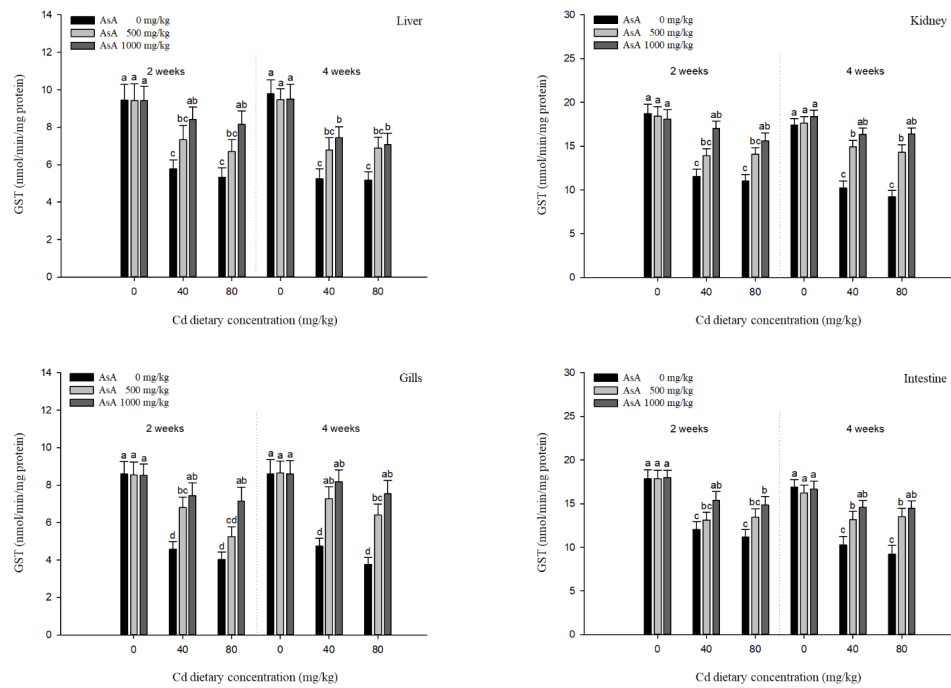 Liver
AsA 0 mg/kg
AsA 500 mg/kg
AsA 1000 mg/kg
2 weeks
4 weeks
a a a
c bc ab
c bc ab
a a a
c bc b
c bc b
14
12
10
8
6
4
2
0
GST (nmol/min/mg protein)
0 40 80 0 40 80
Cd dietary concentration (mg/kg)
Kidney
AsA 0 mg/kg
AsA 500 mg/kg
AsA 1000 mg/kg
2 weeks
4 weeks
a a a
c bc ab
c bc ab
a a a
c b ab
c b ab
30
25
20
15
10
5
0
GST (nmol/min/mg protein)
0 40 80 0 40 80
Cd dietary concentration (mg/kg)
Gills
AsA 0 mg/kg
AsA 500 mg/kg
AsA 1000 mg/kg
2 weeks
4 weeks
a a a
d bc ab
d cd ab
a a a
d ab ab
d bc ab
14
12
10
8
6
4
2
0
GST (nmol/min/mg protein)
0 40 80 0 40 80
Cd dietary concentration (mg/kg)
Intestine
AsA 0 mg/kg
AsA 500 mg/kg
AsA 1000 mg/kg
2 weeks
4 weeks
a a a
c bc ab
c bc b
a a a
c b ab
c b ab
30
25
20
15
10
5
0
GST (nmol/min/mg protein)
0 40 80 0 40 80
Cd dietary concentration (mg/kg)